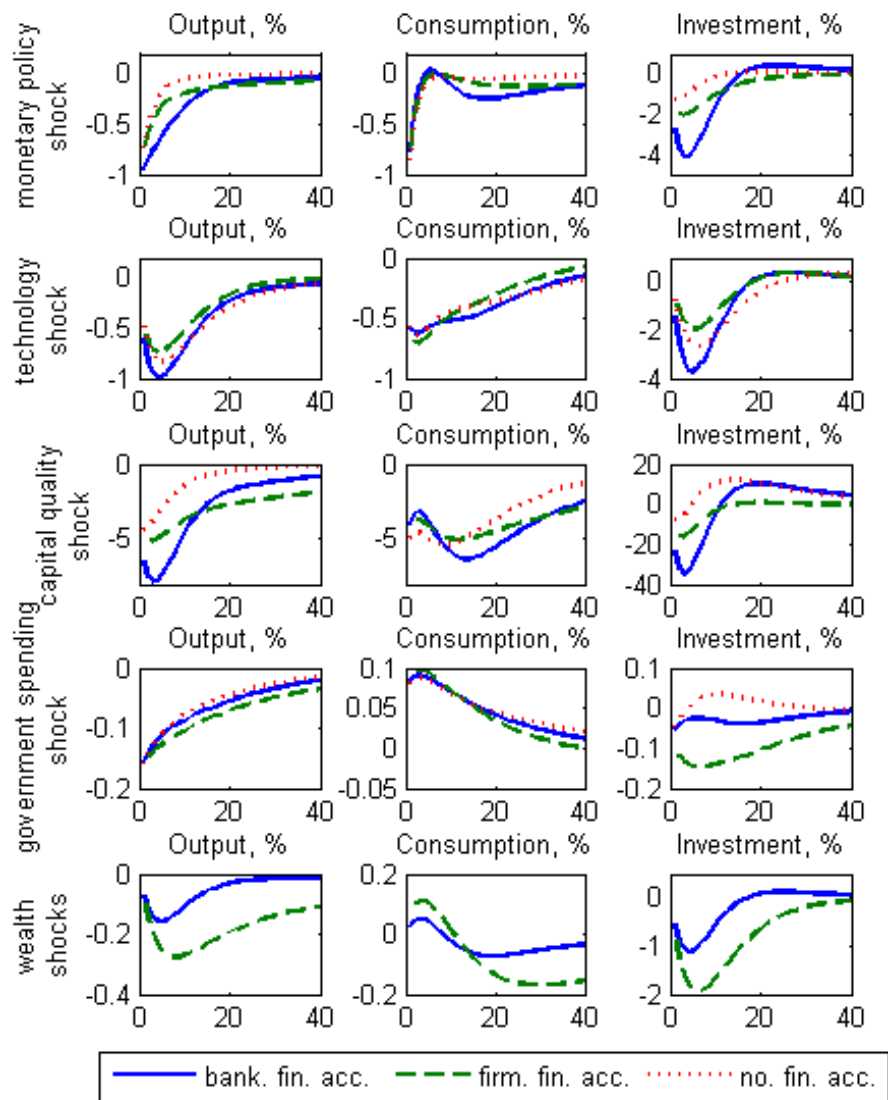 Output, % Consumption, % Investment, %
monetary policy
shock
0 0 0
-0.5 -0.5 -2
-1 -1 -4
0 20 40 0 20 40 0 20 40
Output, % Consumption, % Investment, %
technology
shock
0 0 0
-0.5 -0.5 -2
-1 -1 -4
0 20 40 0 20 40 0 20 40
Output, % Consumption, % Investment, %
capital quality
shock
0 0 20
0
-5 -5 -20
-40
0 20 40 0 20 40 0 20 40
Output, % Consumption, % Investment, %
government spending
shock
0 0.1 0.1
0.05 0
-0.1 0 -0.1
-0.2 -0.05 0.2
0 20 40 0 20 40 0 20 40
Output, % Consumption, % Investment, %
wealth
shocks
0 0.2 0
-0.2 0 -1
-0.4 -0.2 -2
0 20 40 0 20 40 0 20 40
bank. fin. acc. firm. fin. acc. no. fin. acc.